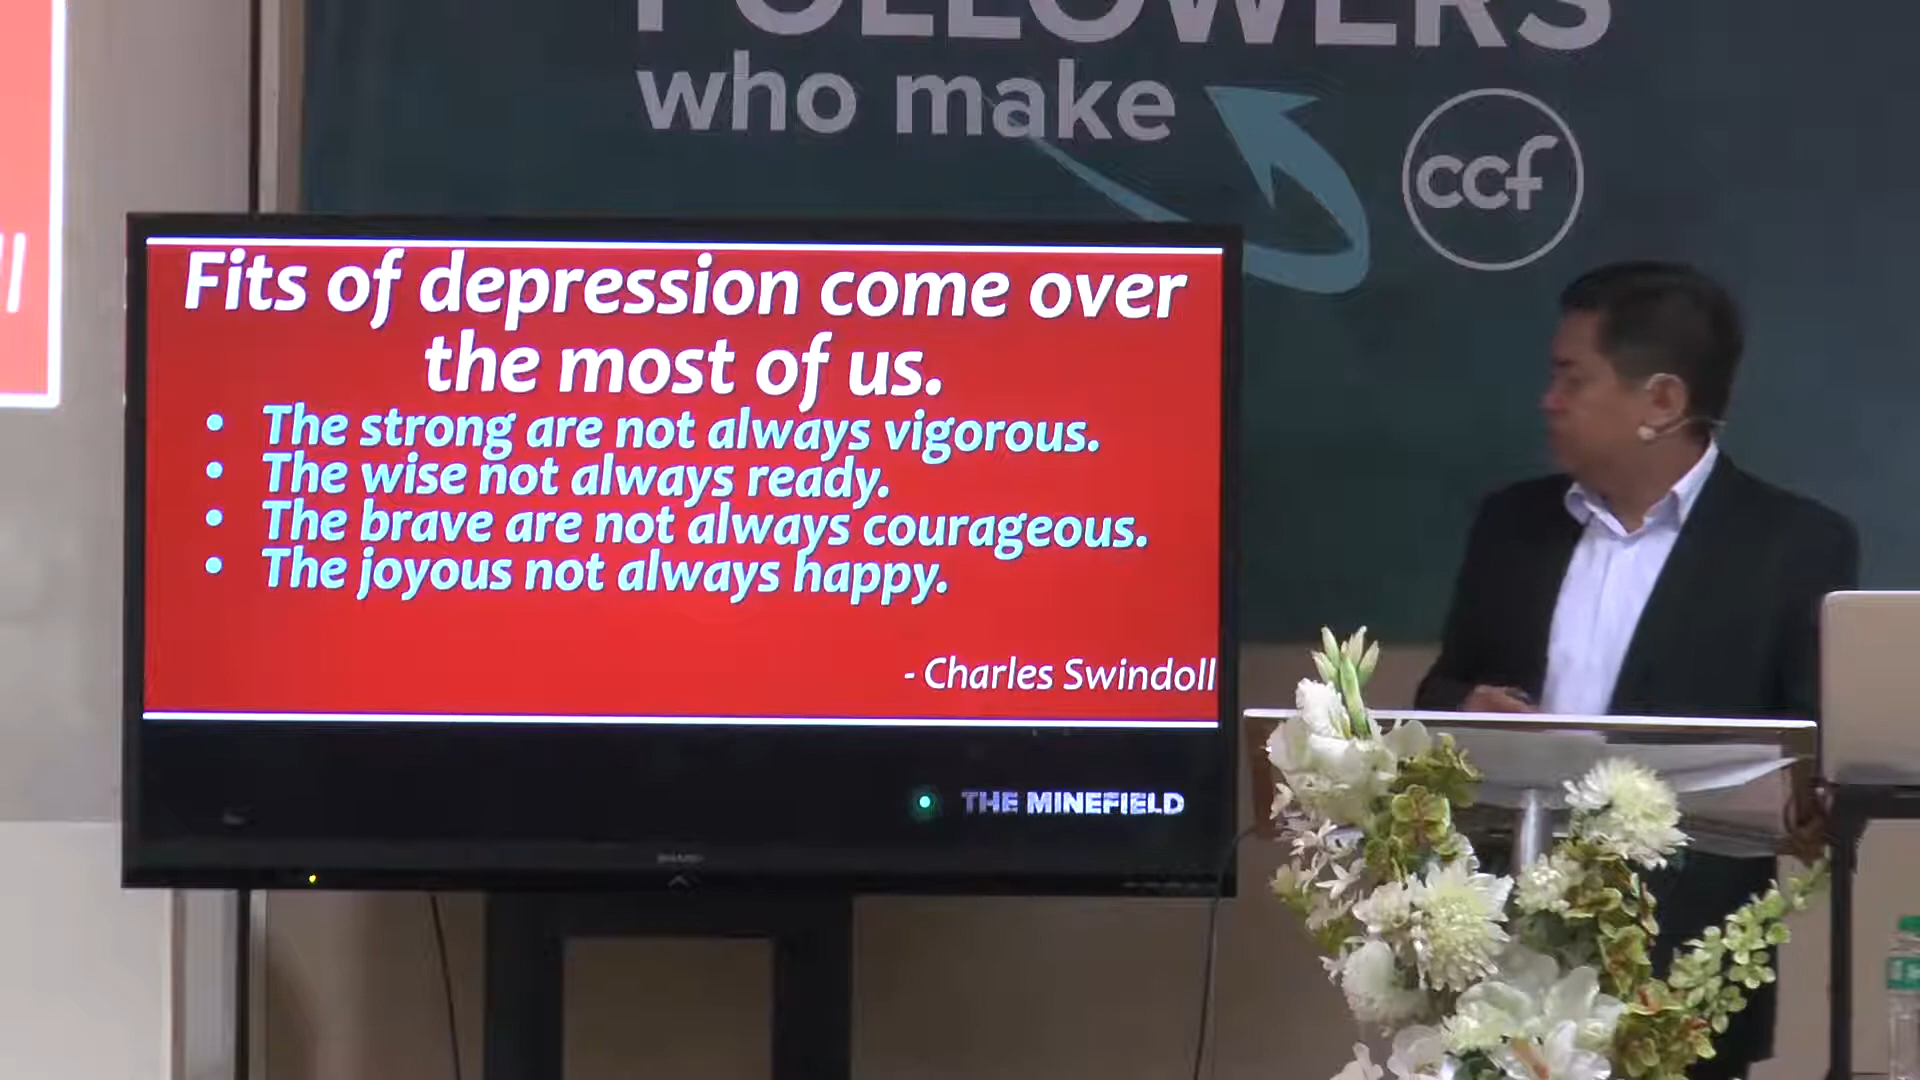 FOLLOWERS
who make
ccf
Fits of depression come over
the most of us.
• The strong are not always vigorous.
• The wise not always ready.
• The brave are not always courageous.
• The joyous not always happy.
- Charles Swindoll
THE MINEFIELD
SHARP